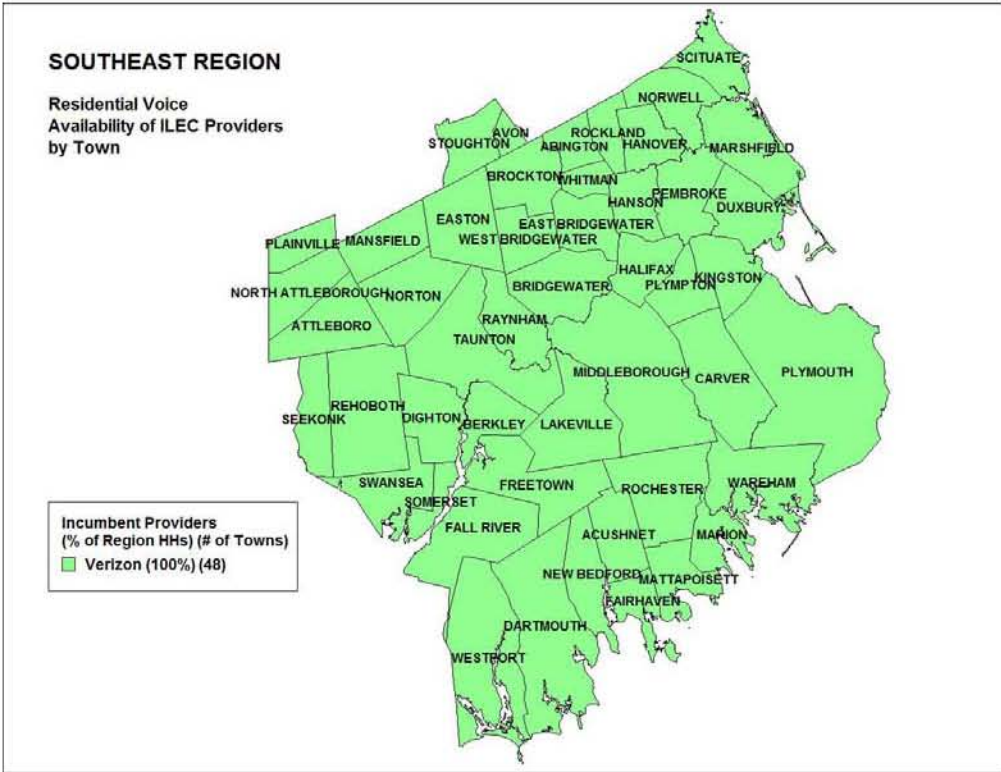 SOUTHEAST REGION
Residential Voice
Availability of ILEC Providers
by Town
SCITUATE
NORWELL
AVON
STOUGHTON
ROCKLAND
ABINGTON
HANOVER
MARSHFIELD
BROCKTON
WHITMAN
PEMBROKE
HANSON
DUXBURY
EASTON
EAST BRIDGEWATER
WEST BRIDGEWATER
PLAINVILLE
MANSFIELD
HALIFAX
KINGSTON
PLYMPTON
BRIDGEWATER
NORTH ATTLEBOROUGH
NORTON
ATTLEBORO
RAYNHAM
TAUNTON
MIDDLEBOROUGH
CARVER
PLYMOUTH
REHOBOTH
SEEKONK
DIGHTON
BERKLEY
LAKEVILLE
SWANSEA
FREETOWN
ROCHESTER
WAREHAM
SOMERSET
FALL RIVER
ACUSHNET
MARION
NEW BEDFORD
MATTAPOISETT
FAIRHAVEN
DARTMOUTH
WESTPORT
Incumbent Providers
(% of Region HHs) (# of Towns)
Verizon (100%) (48)